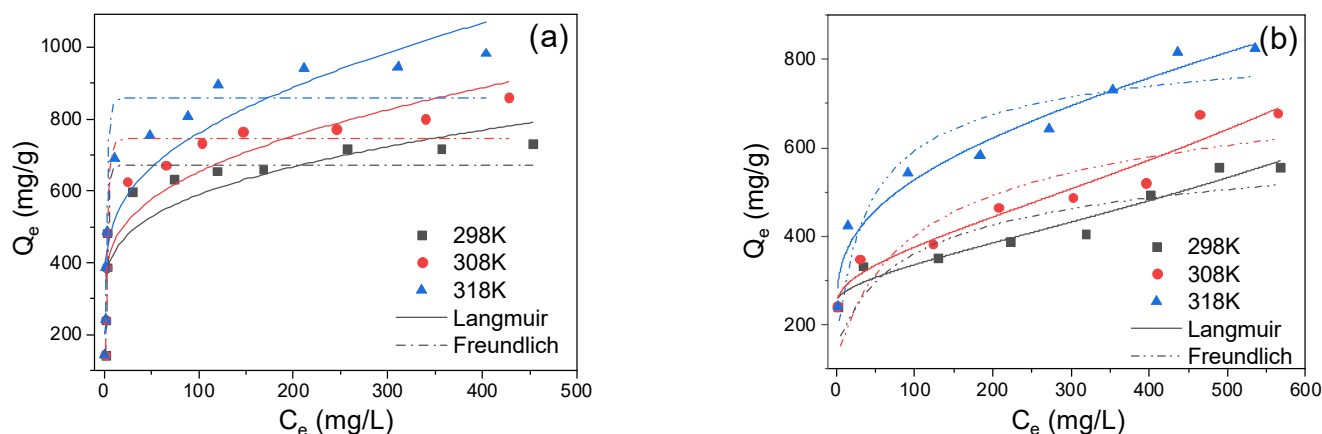 (a)
1000
800
600
400
200
Qe (mg/g)
298K
308K
318K
Langmuir
Freundlich
0 100 200 300 400 500
Ce (mg/L)
(b)
800
600
400
200
Qe (mg/g)
298K
308K
318K
Langmuir
Freundlich
0 100 200 300 400 500 600
Ce (mg/L)